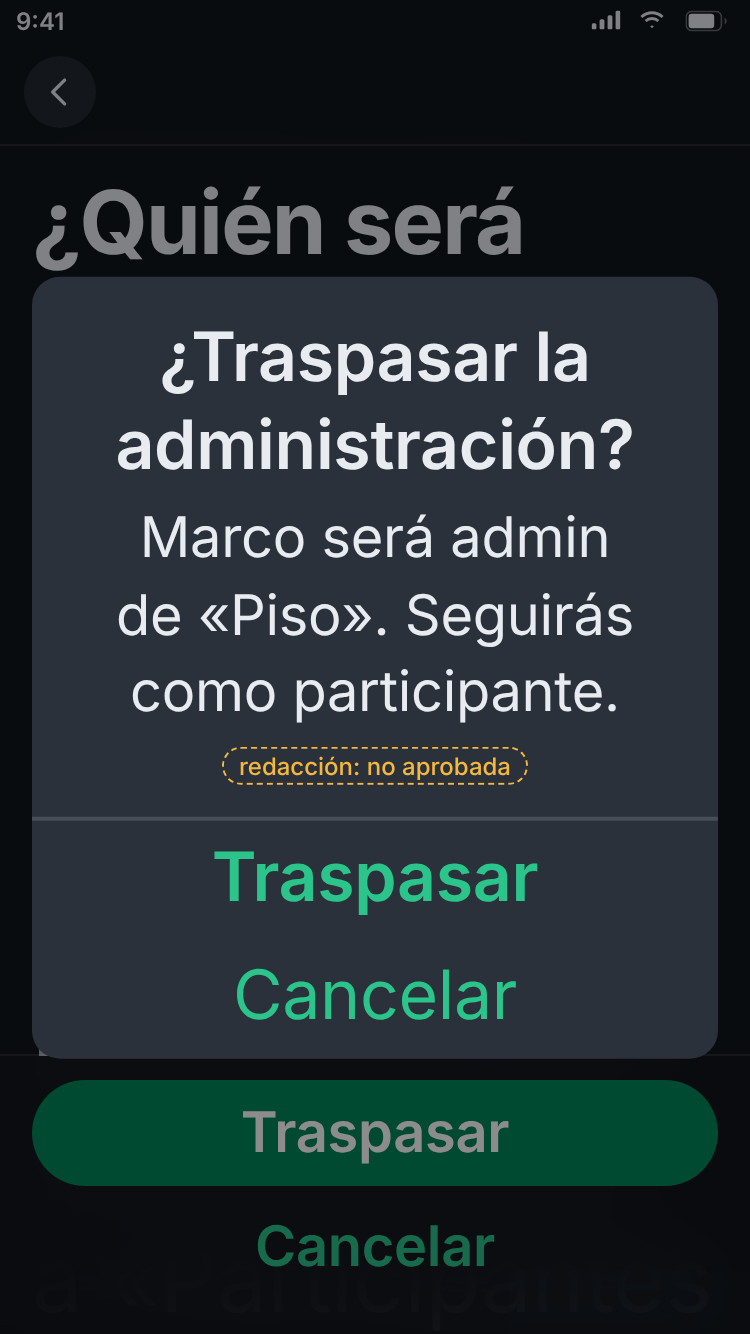 9:41
¿Quién será
¿Traspasar la
administración?
Marco será admin
de «Piso». Seguirás
como participante.
redacción: no aprobada
Traspasar
Cancelar
Traspasar
Cancelar
a «Participantes